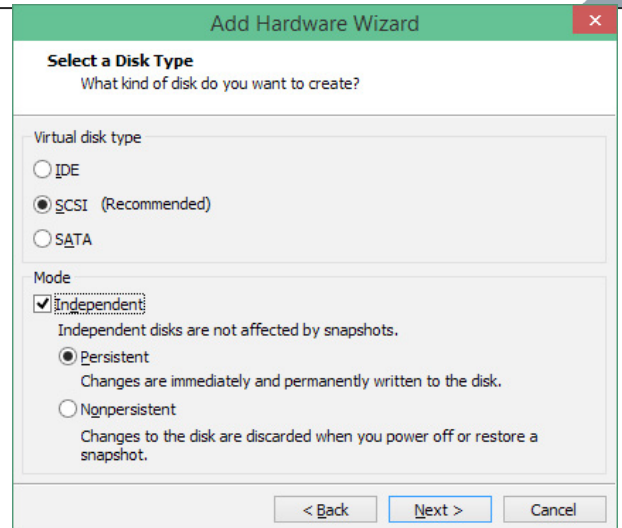 Add Hardware Wizard
Select a Disk Type
What kind of disk do you want to create?
Virtual disk type
IDE
SCSI (Recommended)
SATA
Mode
Independent
Independent disks are not affected by snapshots.
Persistent
Changes are immediately and permanently written to the disk.
Nonpersistent
Changes to the disk are discarded when you power off or restore a
snapshot.
< Back Next > Cancel